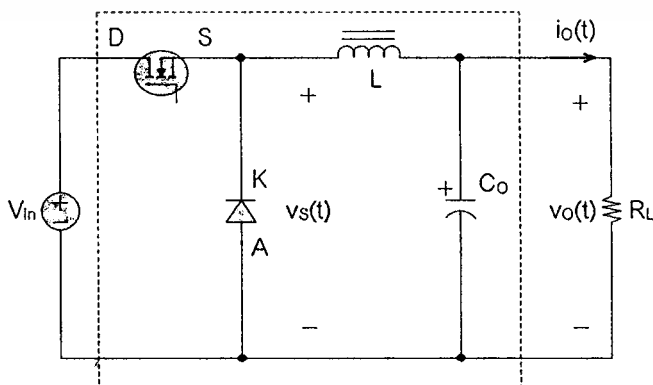 D S
iO(t)
+ L +
K + CO
Vin + vS(t) vO(t) RL
A
− −